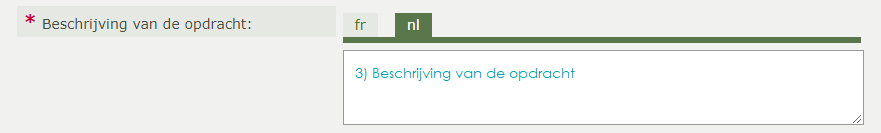 * Beschrijving van de opdracht:
fr nl
3) Beschrijving van de opdracht